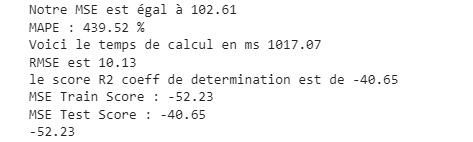 Notre MSE est égal à 102.61
MAPE : 439.52 %
Voici le temps de calcul en ms 1017.07
RMSE est 10.13
le score R2 coeff de determination est de -40.65
MSE Train Score : -52.23
MSE Test Score : -40.65
-52.23